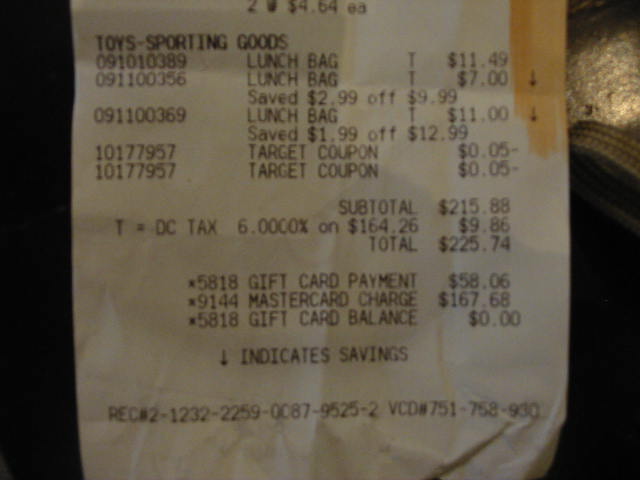 2 @ $4.64 ea
TOYS-SPORTING GOODS
091010389 LUNCH BAG T $11.49
091100356 LUNCH BAG T $7.00 ↓
Saved $2.99 off $9.99
091100369 LUNCH BAG T $11.00 ↓
Saved $1.99 off $12.99
10177957 TARGET COUPON $0.05-
10177957 TARGET COUPON $0.05-
SUBTOTAL $215.88
T = DC TAX 6.0000% on $164.26 $9.86
TOTAL $225.74
*5818 GIFT CARD PAYMENT $58.06
*9144 MASTERCARD CHARGE $167.68
*5818 GIFT CARD BALANCE $0.00
↓ INDICATES SAVINGS
REC#2-1232-2259-0087-9525-2 VCD#751-758-930